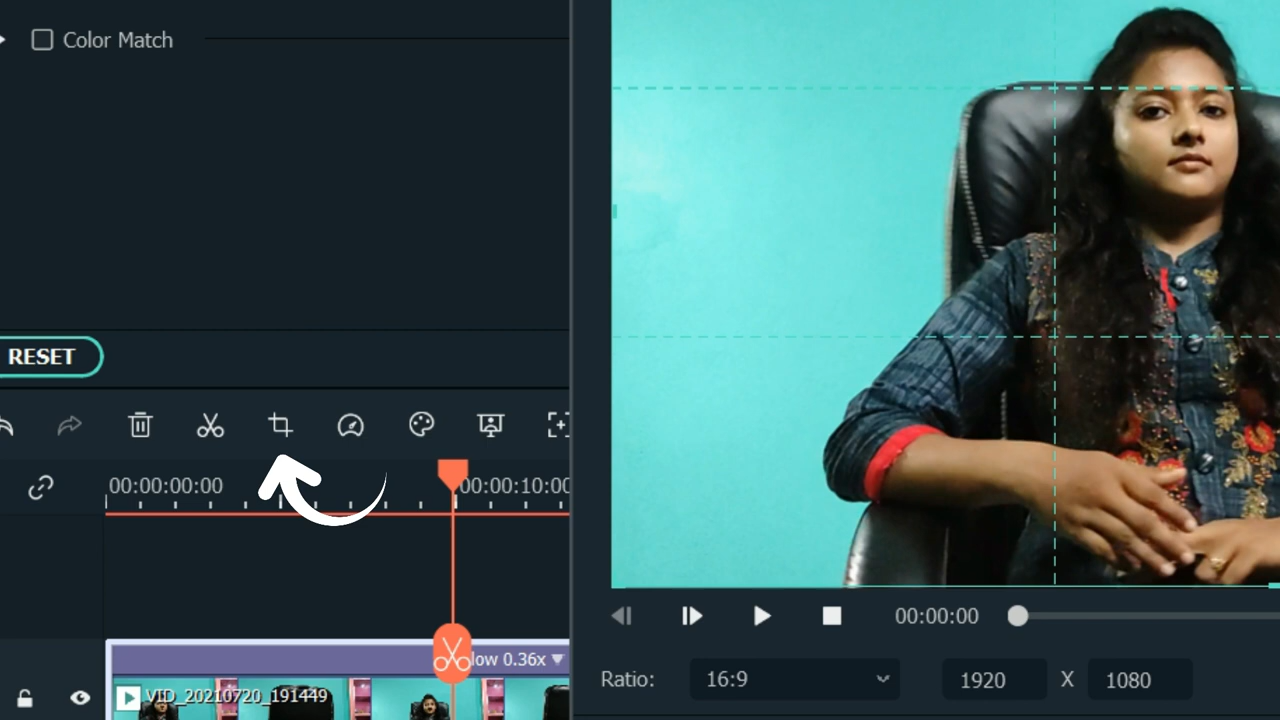 Color Match
RESET
00:00:00:00
00:00:10:00
low 0.36x
VID_20210720_191449
00:00:00
Ratio:
16:9
1920
X
1080